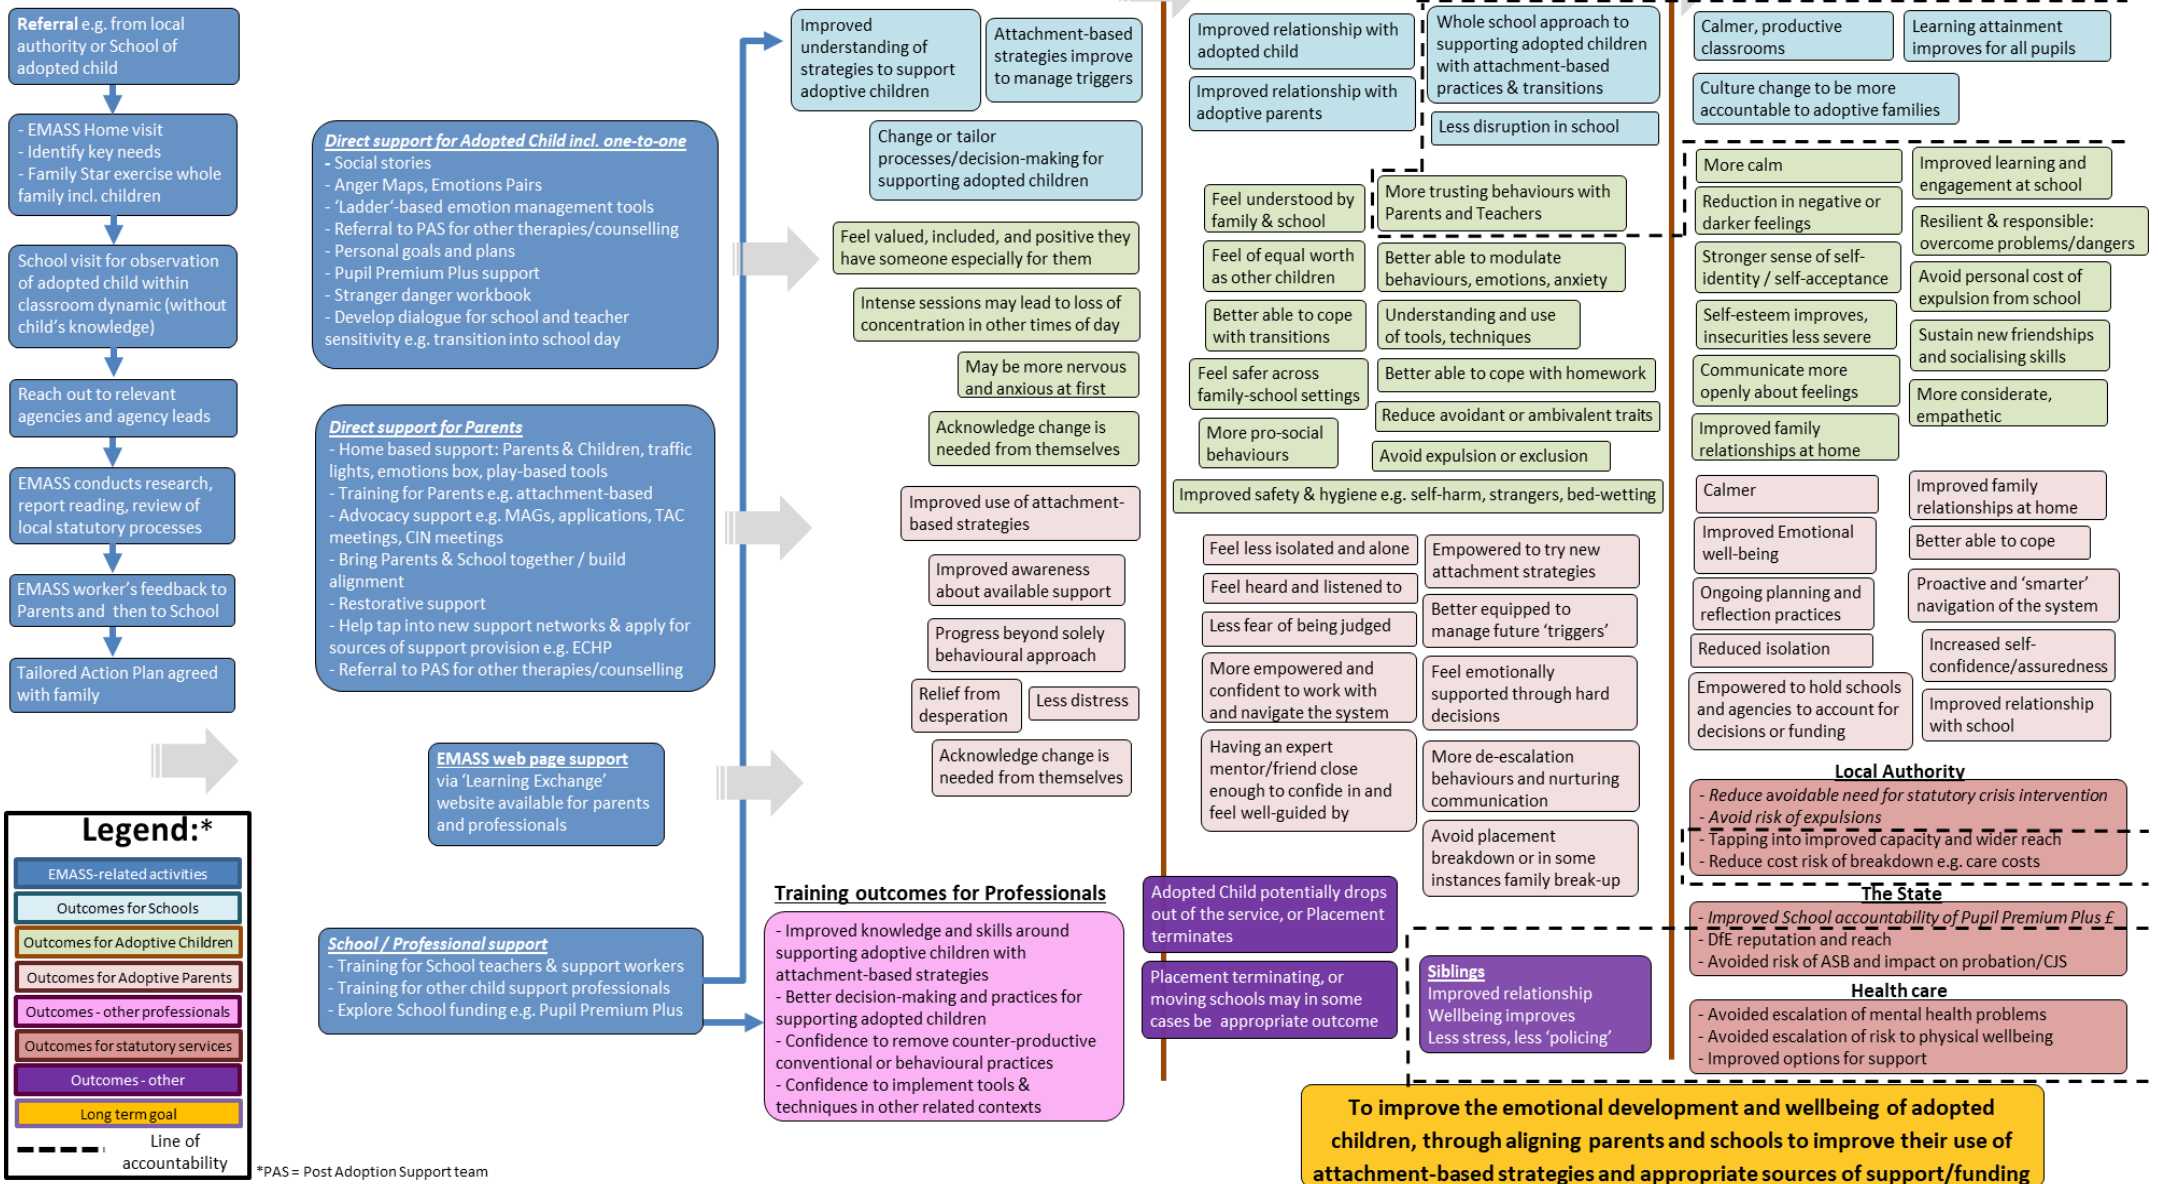 Referral e.g. from local
authority or School of
adopted child
- EMASS Home visit
- Identify key needs
- Family Star exercise whole
family incl. children
School visit for observation
of adopted child within
classroom dynamic (without
child's knowledge)
Reach out to relevant
agencies and agency leads
EMASS conducts research,
report reading, review of
local statutory processes
EMASS worker's feedback to
Parents and  then to School
Tailored Action Plan agreed
with family
Legend:*
EMASS-related activities
Outcomes for Schools
Outcomes for Adoptive Children
Outcomes for Adoptive Parents
Outcomes - other professionals
Outcomes for statutory services
Outcomes - other
Long term goal
Line of
accountability
*PAS = Post Adoption Support team
Direct support for Adopted Child incl. one-to-one
- Social stories
- Anger Maps, Emotions Pairs
- 'Ladder'-based emotion management tools
- Referral to PAS for other therapies/counselling
- Personal goals and plans
- Pupil Premium Plus support
- Stranger danger workbook
- Develop dialogue for school and teacher
sensitivity e.g. transition into school day
Direct support for Parents
- Home based support: Parents & Children, traffic
lights, emotions box, play-based tools
- Training for Parents e.g. attachment-based
- Advocacy support e.g. MAGs, applications, TAC
meetings, CIN meetings
- Bring Parents & School together / build
alignment
- Restorative support
- Help tap into new support networks & apply for
sources of support provision e.g. ECHP
- Referral to PAS for other therapies/counselling
EMASS web page support
via 'Learning Exchange'
website available for parents
and professionals
School / Professional support
- Training for School teachers & support workers
- Training for other child support professionals
- Explore School funding e.g. Pupil Premium Plus
Improved
understanding of
strategies to support
adoptive children
Attachment-based
strategies improve
to manage triggers
Change or tailor
processes/decision-making for
supporting adopted children
Feel valued, included, and positive they
have someone especially for them
Intense sessions may lead to loss of
concentration in other times of day
May be more nervous
and anxious at first
Acknowledge change is
needed from themselves
Improved use of attachment-
based strategies
Improved awareness
about available support
Progress beyond solely
behavioural approach
Relief from
desperation
Less distress
Acknowledge change is
needed from themselves
Training outcomes for Professionals
- Improved knowledge and skills around
supporting adoptive children with
attachment-based strategies
- Better decision-making and practices for
supporting adopted children
- Confidence to remove counter-productive
conventional or behavioural practices
- Confidence to implement tools &
techniques in other related contexts
Improved relationship with
adopted child
Improved relationship with
adoptive parents
Whole school approach to
supporting adopted children
with attachment-based
practices & transitions
Less disruption in school
Feel understood by
family & school
More trusting behaviours with
Parents and Teachers
Feel of equal worth
as other children
Better able to modulate
behaviours, emotions, anxiety
Better able to cope
with transitions
Understanding and use
of tools, techniques
Feel safer across
family-school settings
Better able to cope with homework
Reduce avoidant or ambivalent traits
More pro-social
behaviours
Avoid expulsion or exclusion
Improved safety & hygiene e.g. self-harm, strangers, bed-wetting
Feel less isolated and alone
Empowered to try new
attachment strategies
Feel heard and listened to
Less fear of being judged
Better equipped to
manage future 'triggers'
More empowered and
confident to work with
and navigate the system
Feel emotionally
supported through hard
decisions
Having an expert
mentor/friend close
enough to confide in and
feel well-guided by
More de-escalation
behaviours and nurturing
communication
Avoid placement
breakdown or in some
instances family break-up
Adopted Child potentially drops
out of the service, or Placement
terminates
Placement terminating, or
moving schools may in some
cases be  appropriate outcome
Siblings
Improved relationship
Wellbeing improves
Less stress, less 'policing'
Calmer, productive
classrooms
Learning attainment
improves for all pupils
Culture change to be more
accountable to adoptive families
More calm
Improved learning and
engagement at school
Reduction in negative or
darker feelings
Resilient & responsible:
overcome problems/dangers
Stronger sense of self-
identity / self-acceptance
Avoid personal cost of
expulsion from school
Self-esteem improves,
insecurities less severe
Sustain new friendships
and socialising skills
Communicate more
openly about feelings
More considerate,
empathetic
Improved family
relationships at home
Calmer
Improved family
relationships at home
Improved Emotional
well-being
Better able to cope
Ongoing planning and
reflection practices
Proactive and 'smarter'
navigation of the system
Reduced isolation
Increased self-
confidence/assuredness
Empowered to hold schools
and agencies to account for
decisions or funding
Improved relationship
with school
Local Authority
- Reduce avoidable need for statutory crisis intervention
- Avoid risk of expulsions
- Tapping into improved capacity and wider reach
- Reduce cost risk of breakdown e.g. care costs
The State
- Improved School accountability of Pupil Premium Plus £
- DfE reputation and reach
- Avoided risk of ASB and impact on probation/CJS
Health care
- Avoided escalation of mental health problems
- Avoided escalation of risk to physical wellbeing
- Improved options for support
To improve the emotional development and wellbeing of adopted
children, through aligning parents and schools to improve their use of
attachment-based strategies and appropriate sources of support/funding